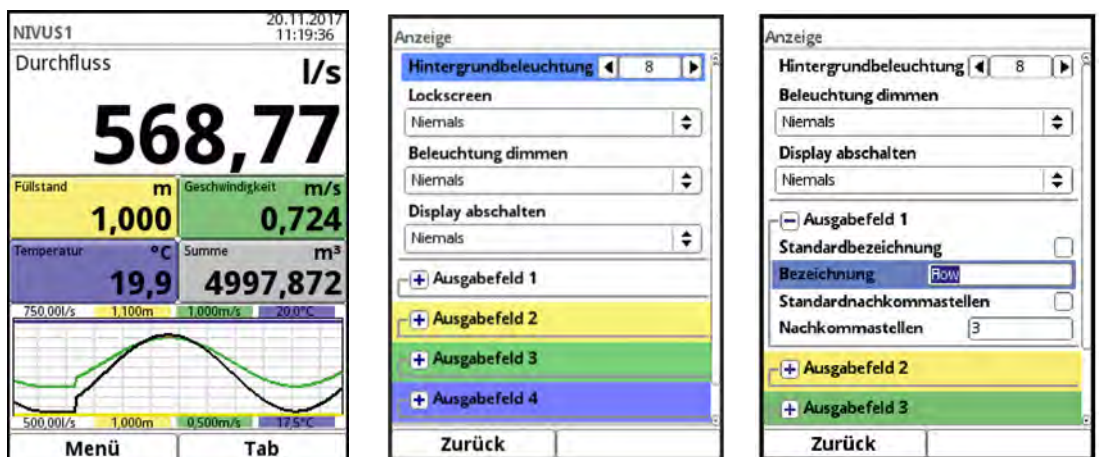 NIVUS1
20.11.2017
11:19:36
Durchfluss
l/s
568,77
Füllstand m
1,000
Geschwindigkeit m/s
0,724
Temperatur °C
19,9
Summe m³
4997,872
750,00l/s 1,100m 1,000m/s 20,0°C
500,00l/s 1,000m 0,500m/s 17,5°C
Menü Tab
Anzeige
Hintergrundbeleuchtung 8
Lockscreen
Niemals
Beleuchtung dimmen
Niemals
Display abschalten
Niemals
+ Ausgabefeld 1
+ Ausgabefeld 2
+ Ausgabefeld 3
+ Ausgabefeld 4
Zurück
Anzeige
Hintergrundbeleuchtung 8
Beleuchtung dimmen
Niemals
Display abschalten
Niemals
− Ausgabefeld 1
Standardbezeichnung
Bezeichnung Flow
Standardnachkommastellen
Nachkommastellen 3
+ Ausgabefeld 2
+ Ausgabefeld 3
Zurück